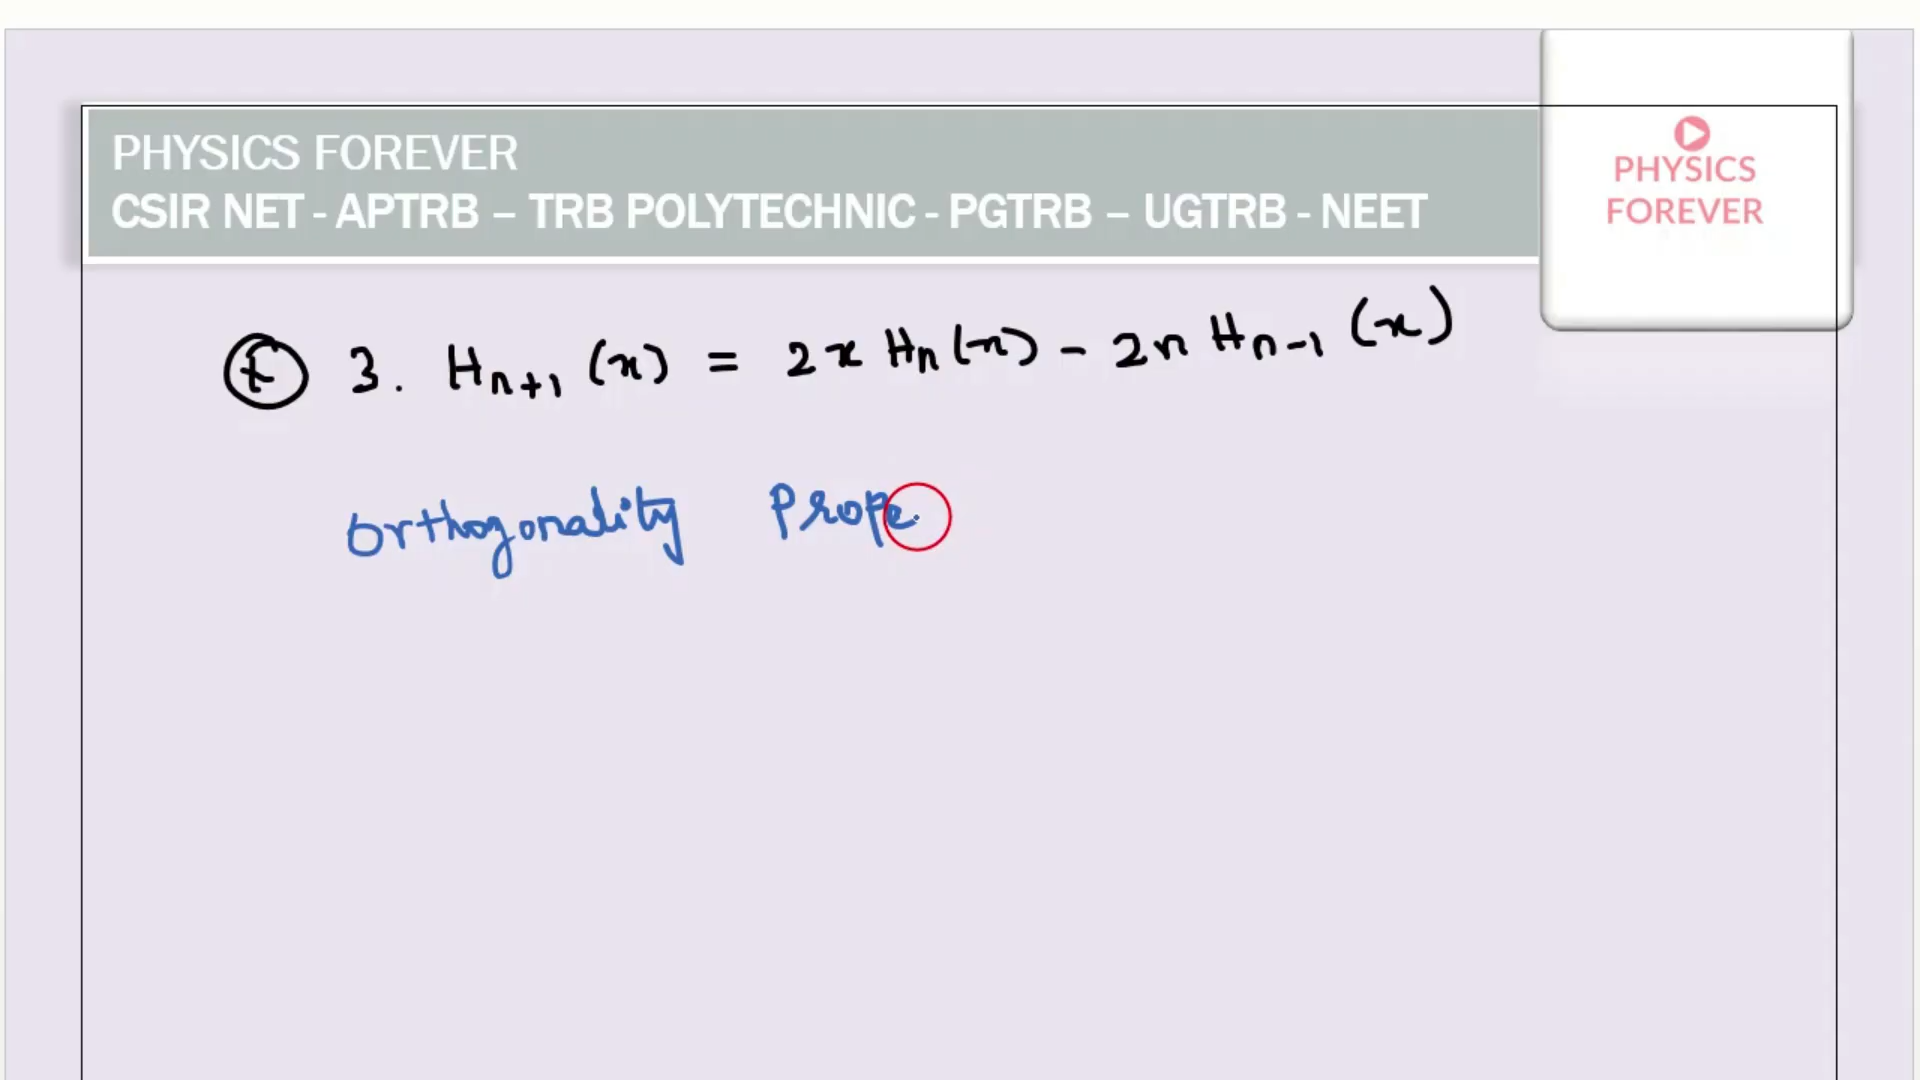 PHYSICS FOREVER
CSIR NET - APTRB – TRB POLYTECHNIC - PGTRB – UGTRB - NEET
PHYSICS
FOREVER
3. Hn+1 (x) = 2x Hn(x) - 2n Hn-1 (x)
Orthogonality Prope